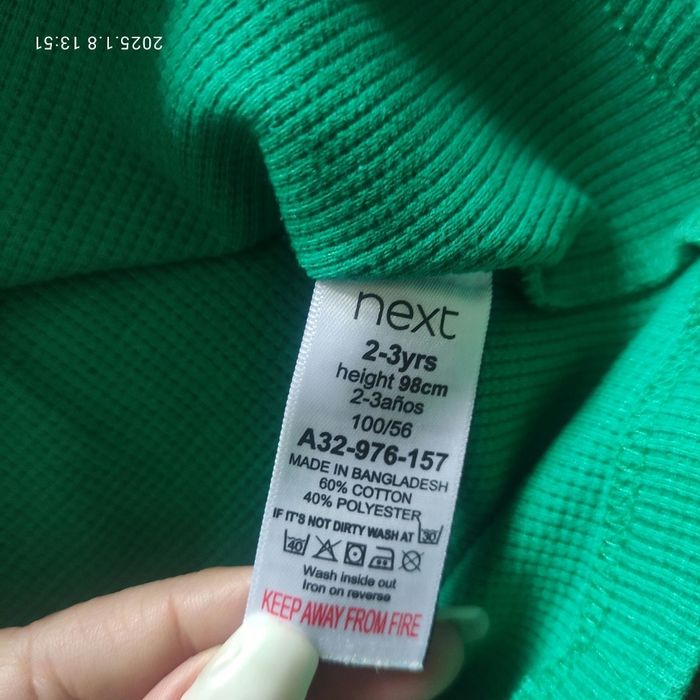 2025.1.8 13:51
next
2-3yrs
height 98cm
2-3años
100/56
A32-976-157
MADE IN BANGLADESH
60% COTTON
40% POLYESTER
IF IT'S NOT DIRTY WASH AT 30
40
Wash inside out
Iron on reverse
KEEP AWAY FROM FIRE